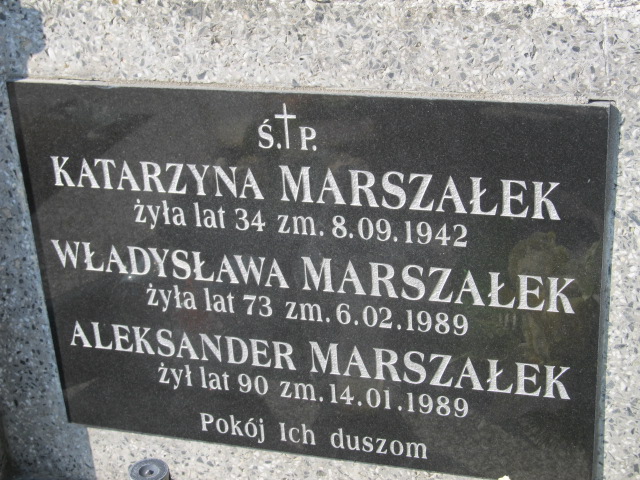 Ś.†P.
KATARZYNA MARSZAŁEK
żyła lat 34 zm. 8.09.1942
WŁADYSŁAWA MARSZAŁEK
żyła lat 73 zm. 6.02.1989
ALEKSANDER MARSZAŁEK
żył lat 90 zm. 14.01.1989
Pokój Ich duszom